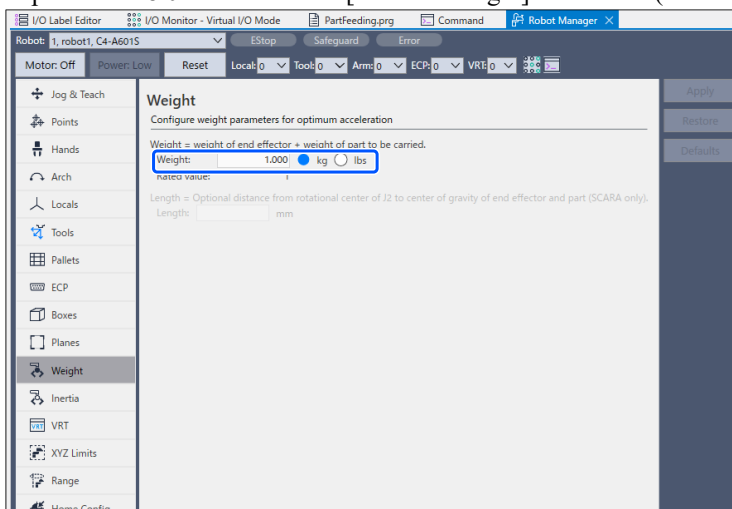 I/O Label Editor I/O Monitor - Virtual I/O Mode PartFeeding.prg Command Robot Manager
Robot: 1, robot1, C4-A601S EStop Safeguard Error
Motor: Off Power: Low Reset Local: 0 Tool: 0 Arm: 0 ECP: 0 VRT: 0
Jog & Teach
Points
Hands
Arch
Locals
Tools
Pallets
ECP
Boxes
Planes
Weight
Inertia
VRT
XYZ Limits
Range
Home Config
Weight
Configure weight parameters for optimum acceleration
Weight = weight of end effector + weight of part to be carried.
Weight: 1.000 kg lbs
Rated value: 1
Length = Optional distance from rotational center of J2 to center of gravity of end effector and part (SCARA only).
Length: mm
Apply
Restore
Defaults